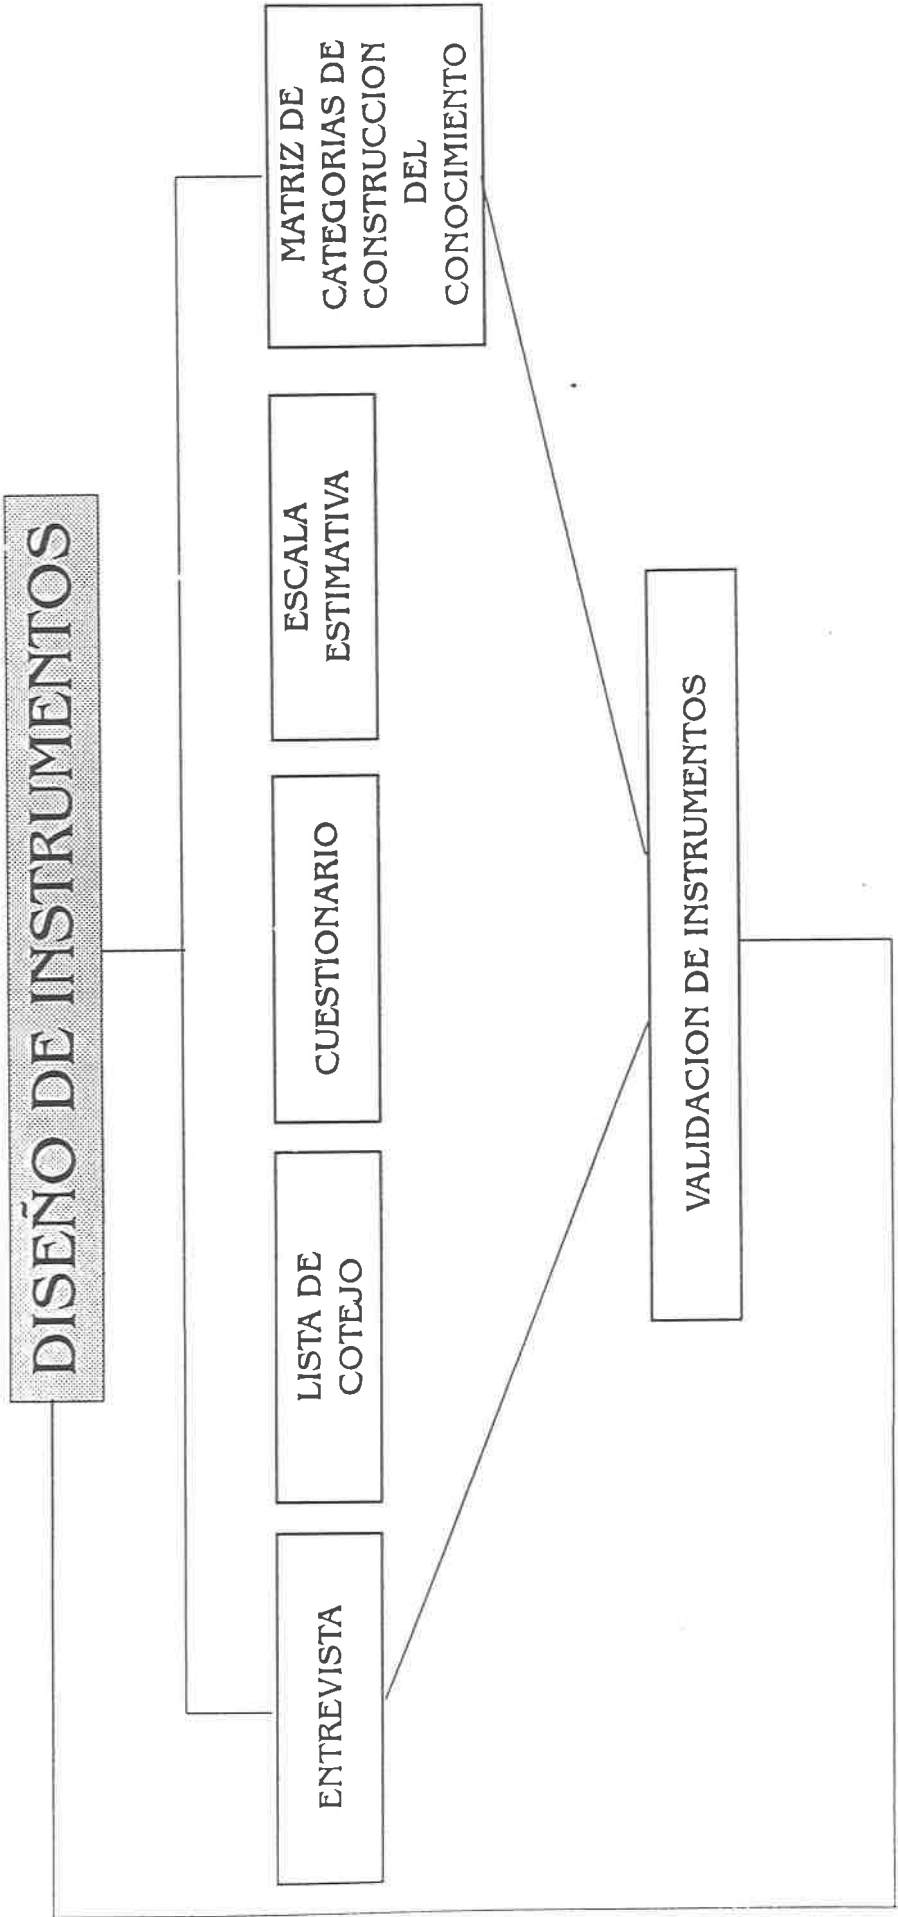 DISEÑO DE INSTRUMENTOS
ENTREVISTA
LISTA DE
COTEJO
CUESTIONARIO
ESCALA
ESTIMATIVA
MATRIZ DE
CATEGORIAS DE
CONSTRUCCION
DEL
CONOCIMIENTO
VALIDACION DE INSTRUMENTOS